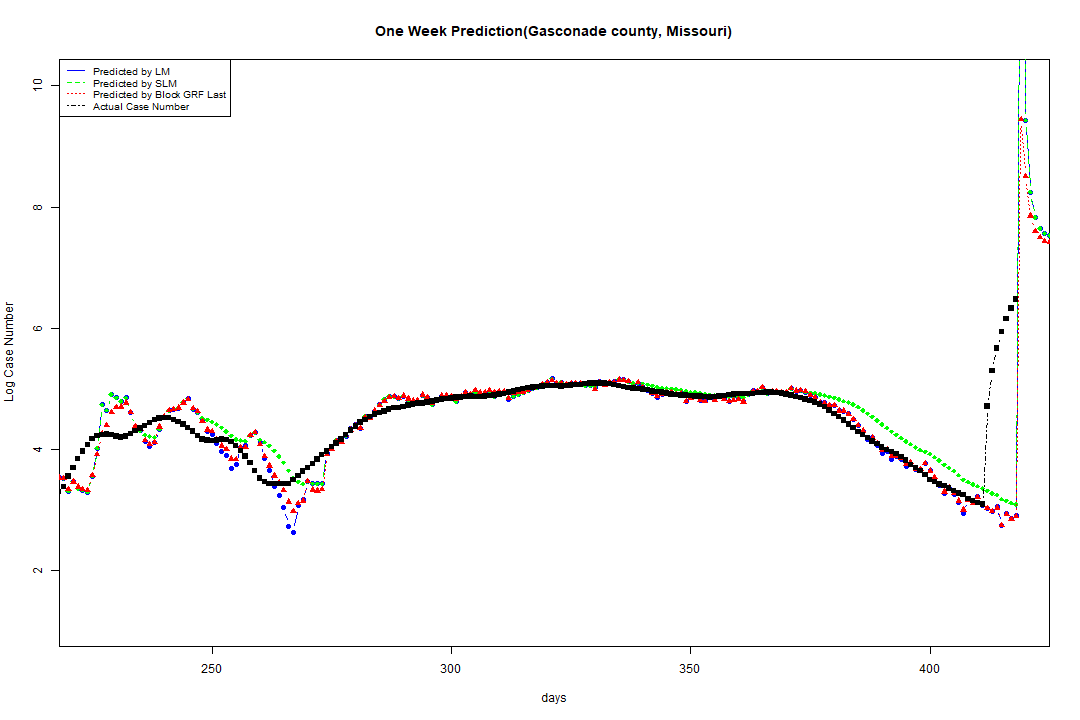 One Week Prediction(Gasconade county, Missouri)
Predicted by LM
Predicted by SLM
Predicted by Block GRF Last
Actual Case Number
10
8
6
4
2
Log Case Number
250
300
350
400
days